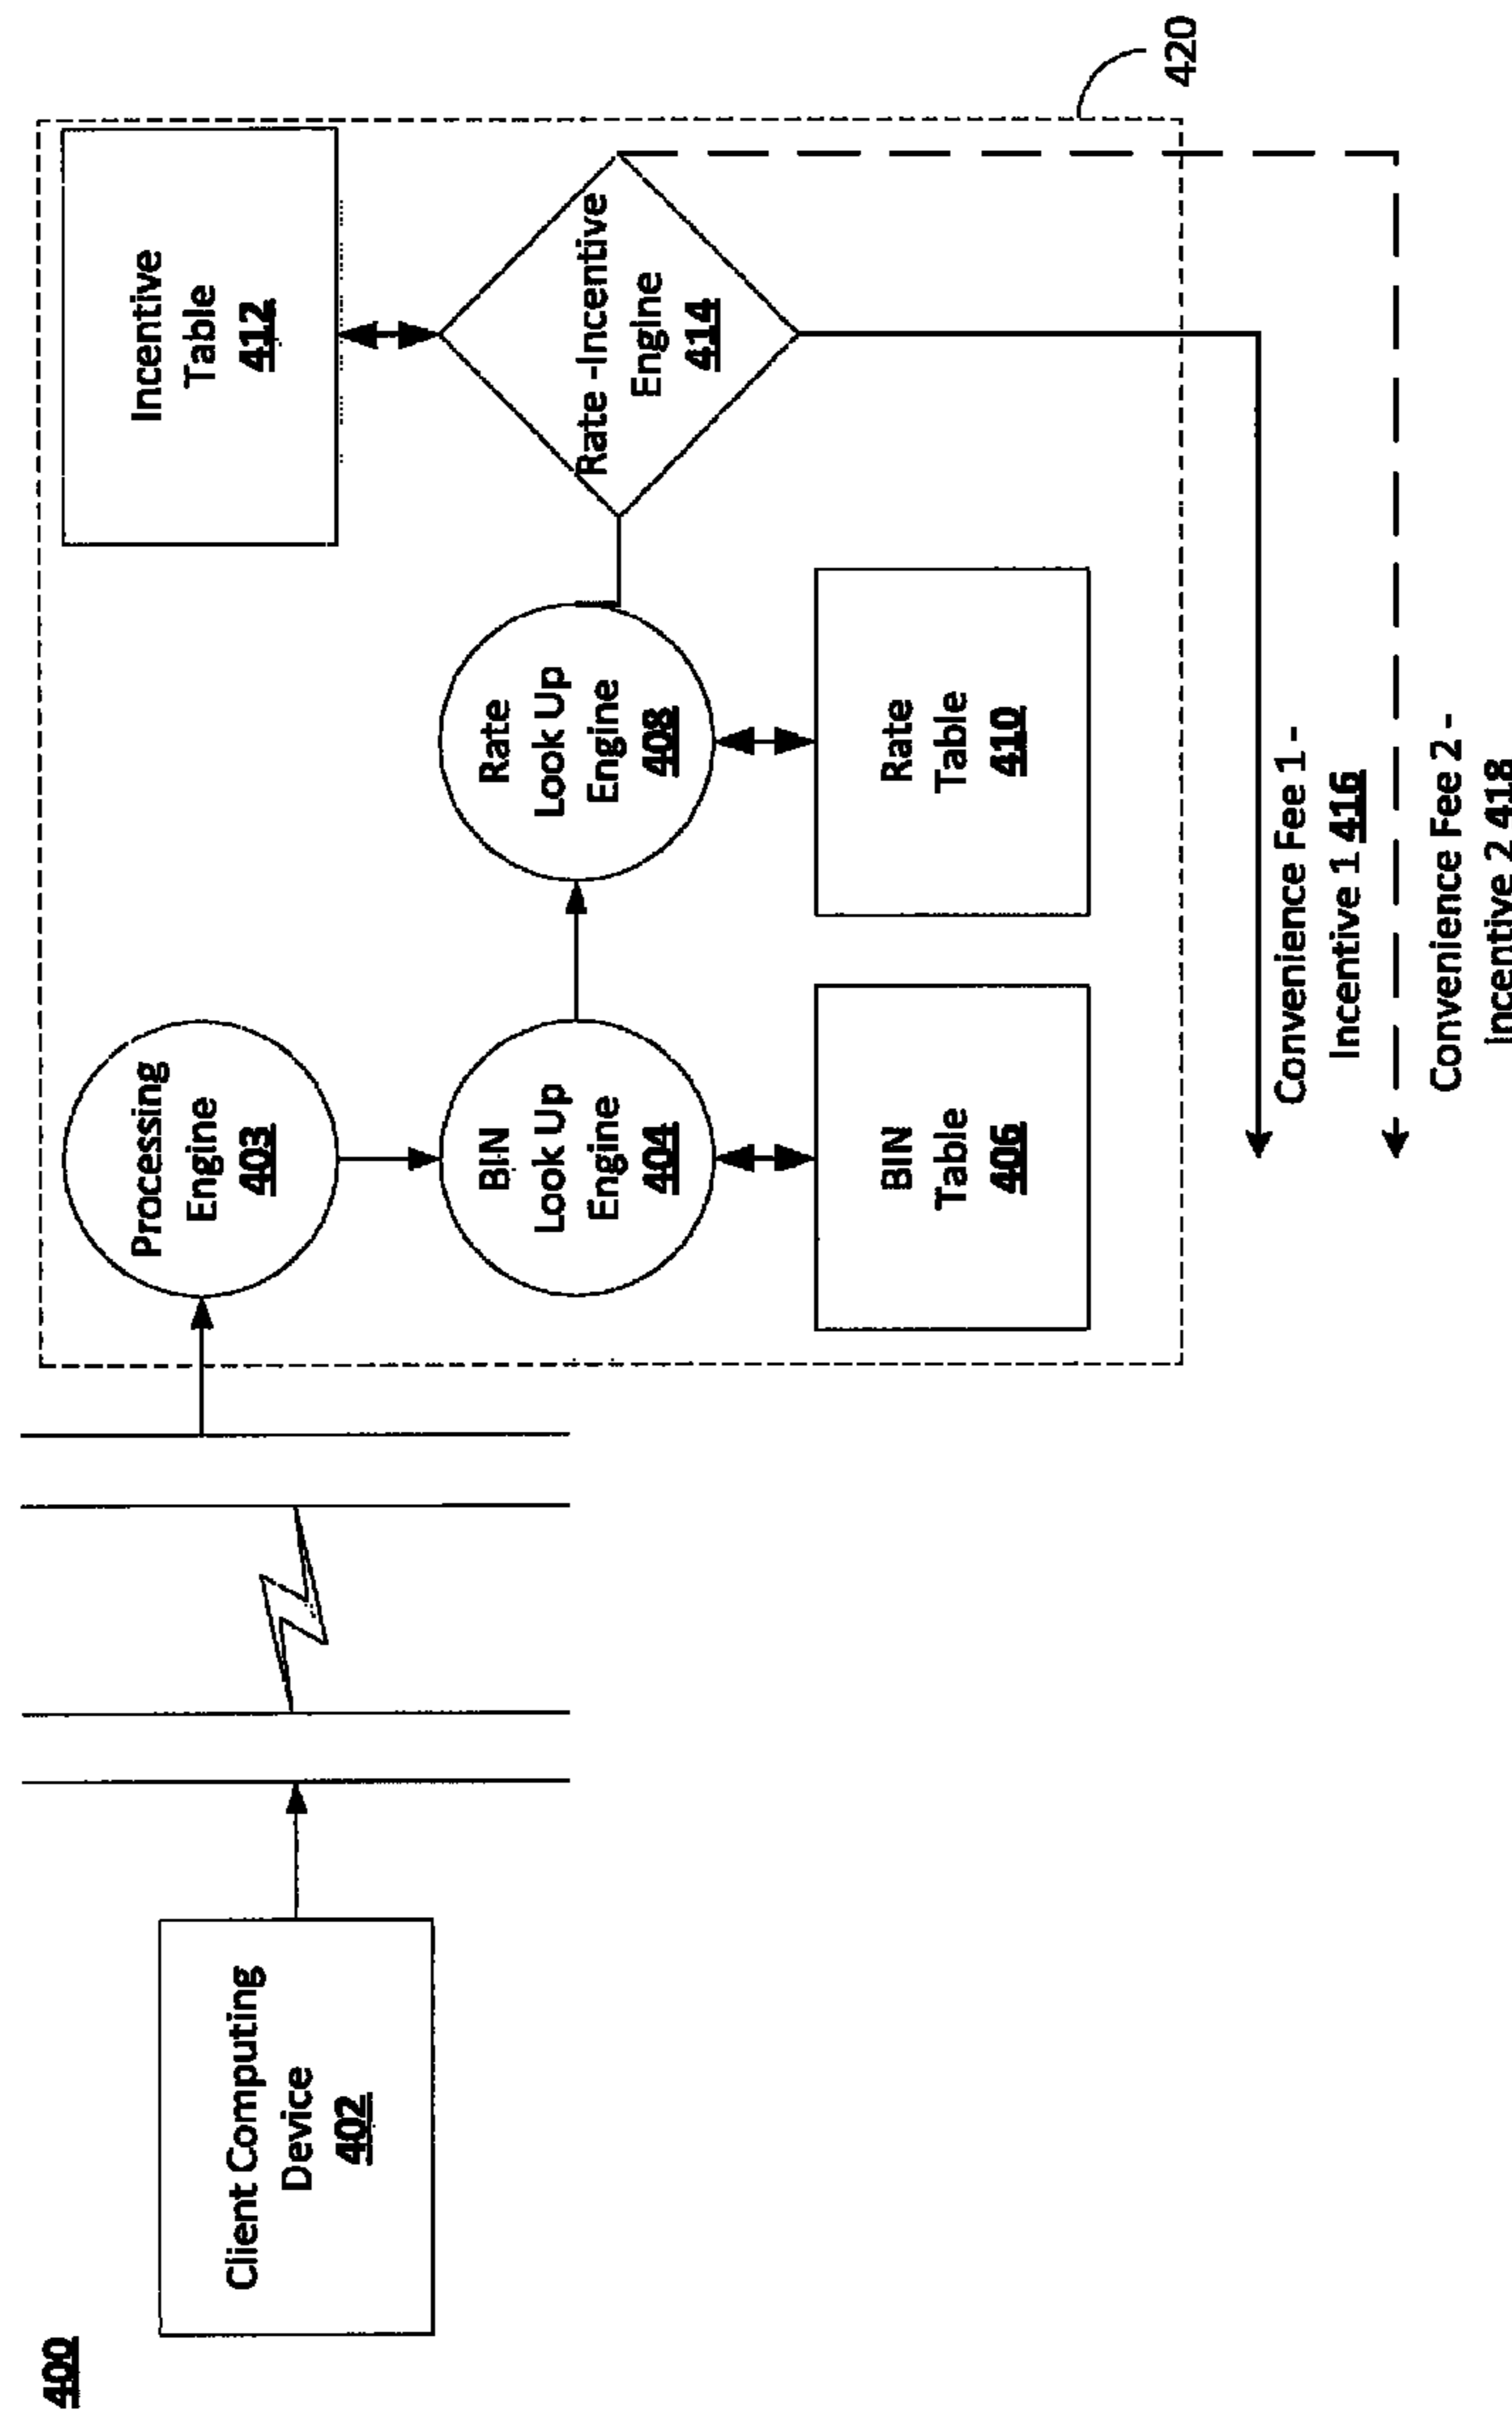 400
Client Computing
Device
402
Processing
Engine
403
BIN
Look Up
Engine
404
BIN
Table
406
Rate
Look Up
Engine
408
Rate
Table
410
Incentive
Table
412
Rate -Incentive
Engine
414
420
Convenience Fee 1 -
Incentive 1 416
Convenience Fee 2 -
Incentive 2 418